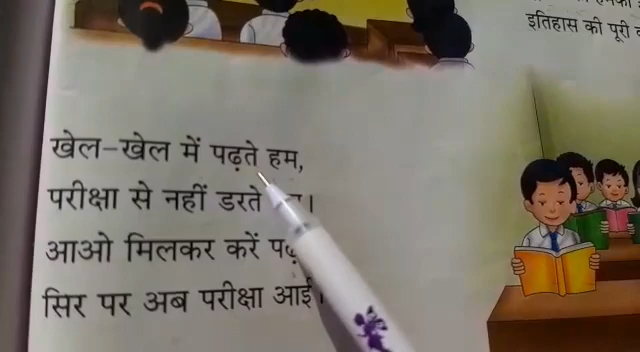 इतिहास की पूरी
खेल-खेल में पढ़ते हम,
परीक्षा से नहीं डरते
आओ मिलकर करें
सिर पर अब परीक्षा आई